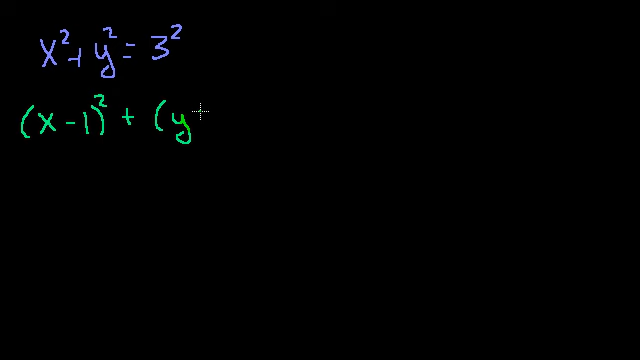 x² + y² = 3²
(x - 1)² + (y